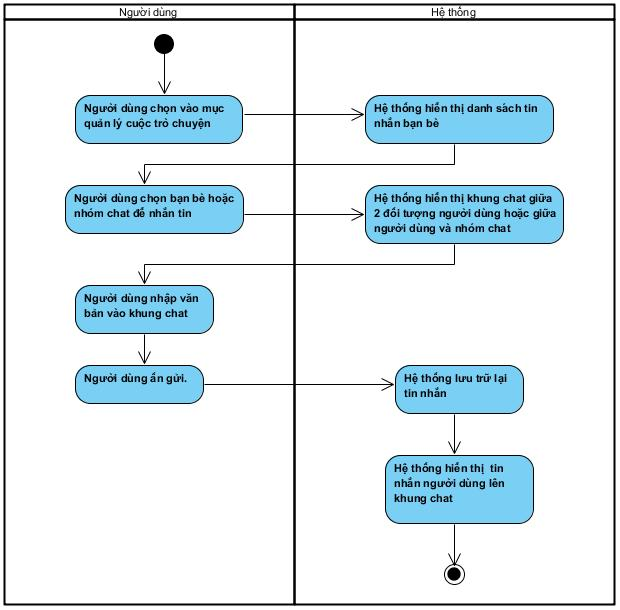 Người dùng
Hệ thống
Người dùng chọn vào mục
quản lý cuộc trò chuyện
Hệ thống hiển thị danh sách tin
nhắn bạn bè
Người dùng chọn bạn bè hoặc
nhóm chat để nhắn tin
Hệ thống hiển thị khung chat giữa
2 đối tượng người dùng hoặc giữa
người dùng và nhóm chat
Người dùng nhập văn
bản vào khung chat
Người dùng ấn gửi.
Hệ thống lưu trữ lại
tin nhắn
Hệ thống hiển thị tin
nhắn người dùng lên
khung chat